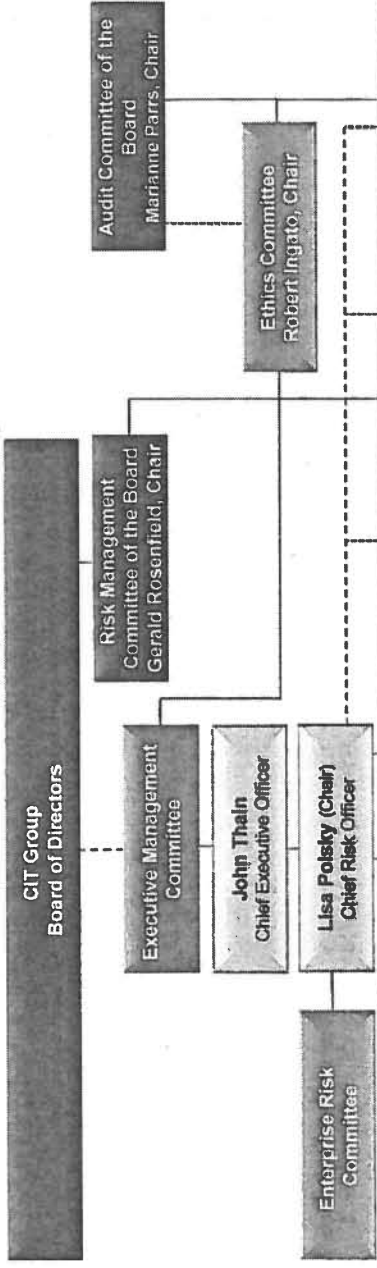 CIT Group
Board of Directors
Audit Committee of the
Board
Marianne Parrs, Chair
Risk Management
Committee of the Board
Gerald Rosenfield, Chair
Ethics Committee
Robert Ingato, Chair
Executive Management
Committee
John Thain
Chief Executive Officer
Lisa Polsky (Chair)
Chief Risk Officer
Enterprise Risk
Committee